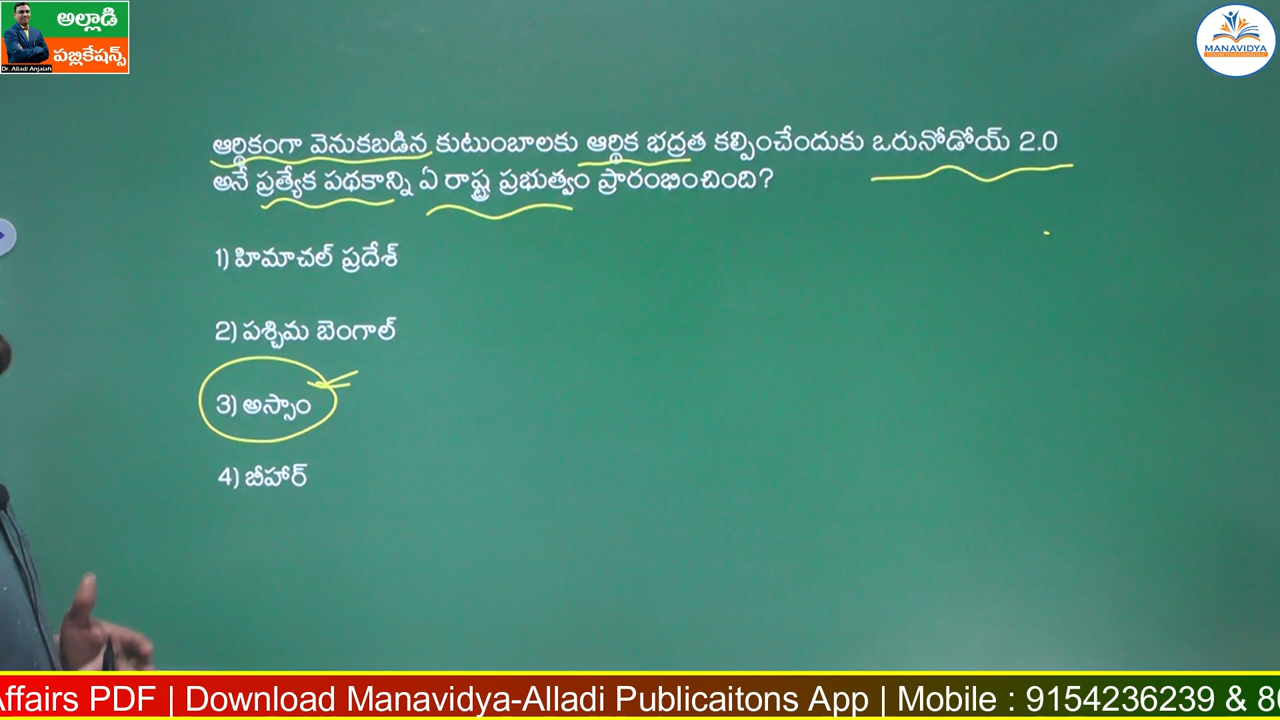 అల్లాడి
పబ్లికేషన్స్
Dr. Alladi Anjaiah
MANAVIDYA
ఆర్థికంగా వెనుకబడిన కుటుంబాలకు ఆర్థిక భద్రత కల్పించేందుకు ఒరునోడోయ్ 2.0
అనే ప్రత్యేక పథకాన్ని ఏ రాష్ట్ర ప్రభుత్వం ప్రారంభించింది?
1) హిమాచల్ ప్రదేశ్
2) పశ్చిమ బెంగాల్
3) అస్సాం
4) బీహార్
Affairs PDF | Download Manavidya-Alladi Publicaitons App | Mobile : 9154236239 & 80